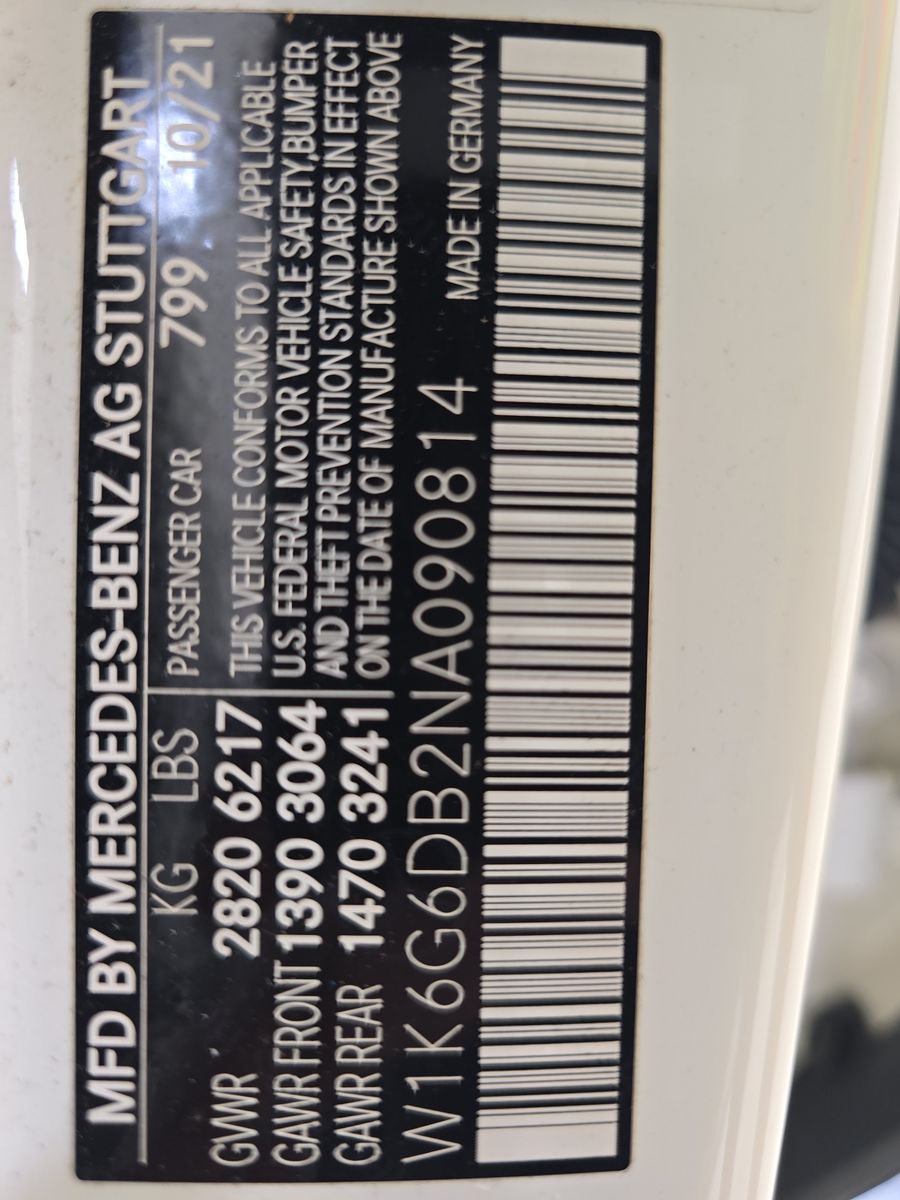 MFD BY MERCEDES-BENZ AG STUTTGART
KG LBS PASSENGER CAR 799 10/21
GVWR 2820 6217 THIS VEHICLE CONFORMS TO ALL APPLICABLE
GAWR FRONT 1390 3064 U.S. FEDERAL MOTOR VEHICLE SAFETY,BUMPER
GAWR REAR 1470 3241 AND THEFT PREVENTION STANDARDS IN EFFECT
ON THE DATE OF MANUFACTURE SHOWN ABOVE
W1K6G6DB2NA090814 MADE IN GERMANY